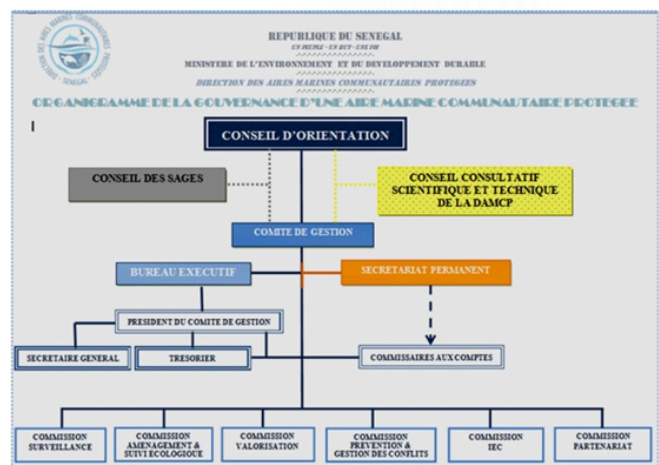 REPUBLIQUE DU SENEGAL
UN PEUPLE - UN BUT - UNE FOI
MINISTERE DE L'ENVIRONNEMENT ET DU DEVELOPPEMENT DURABLE
DIRECTION DES AIRES MARINES COMMUNAUTAIRES PROTEGEES
ORGANIGRAMME DE LA GOUVERNANCE D'UNE AIRE MARINE COMMUNAUTAIRE PROTEGEE
CONSEIL D'ORIENTATION
CONSEIL DES SAGES
CONSEIL CONSULTATIF
SCIENTIFIQUE ET TECHNIQUE
DE LA DAMCP
COMITE DE GESTION
BUREAU EXECUTIF
SECRETARIAT PERMANENT
PRESIDENT DU COMITE DE GESTION
SECRETAIRE GENERAL
TRESORIER
COMMISSAIRES AUX COMPTES
COMMISSION
SURVEILLANCE
COMMISSION
AMENAGEMENT &
SUIVI ECOLOGIQUE
COMMISSION
VALORISATION
COMMISSION
PREVENTION &
GESTION DES CONFLITS
COMMISSION
IEC
COMMISSION
PARTENARIAT